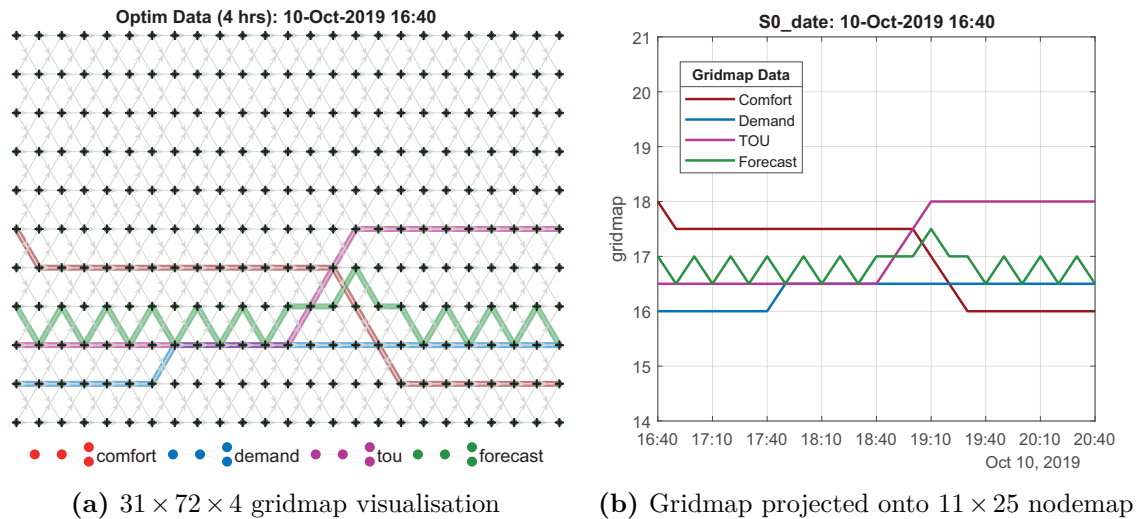 Optim Data (4 hrs): 10-Oct-2019 16:40
comfort demand tou forecast
(a) 31 × 72 × 4 gridmap visualisation
S0_date: 10-Oct-2019 16:40
21
20
19
18
17
16
15
14
gridmap
Gridmap Data
Comfort
Demand
TOU
Forecast
16:40 17:10 17:40 18:10 18:40 19:10 19:40 20:10 20:40
Oct 10, 2019
(b) Gridmap projected onto 11 × 25 nodemap